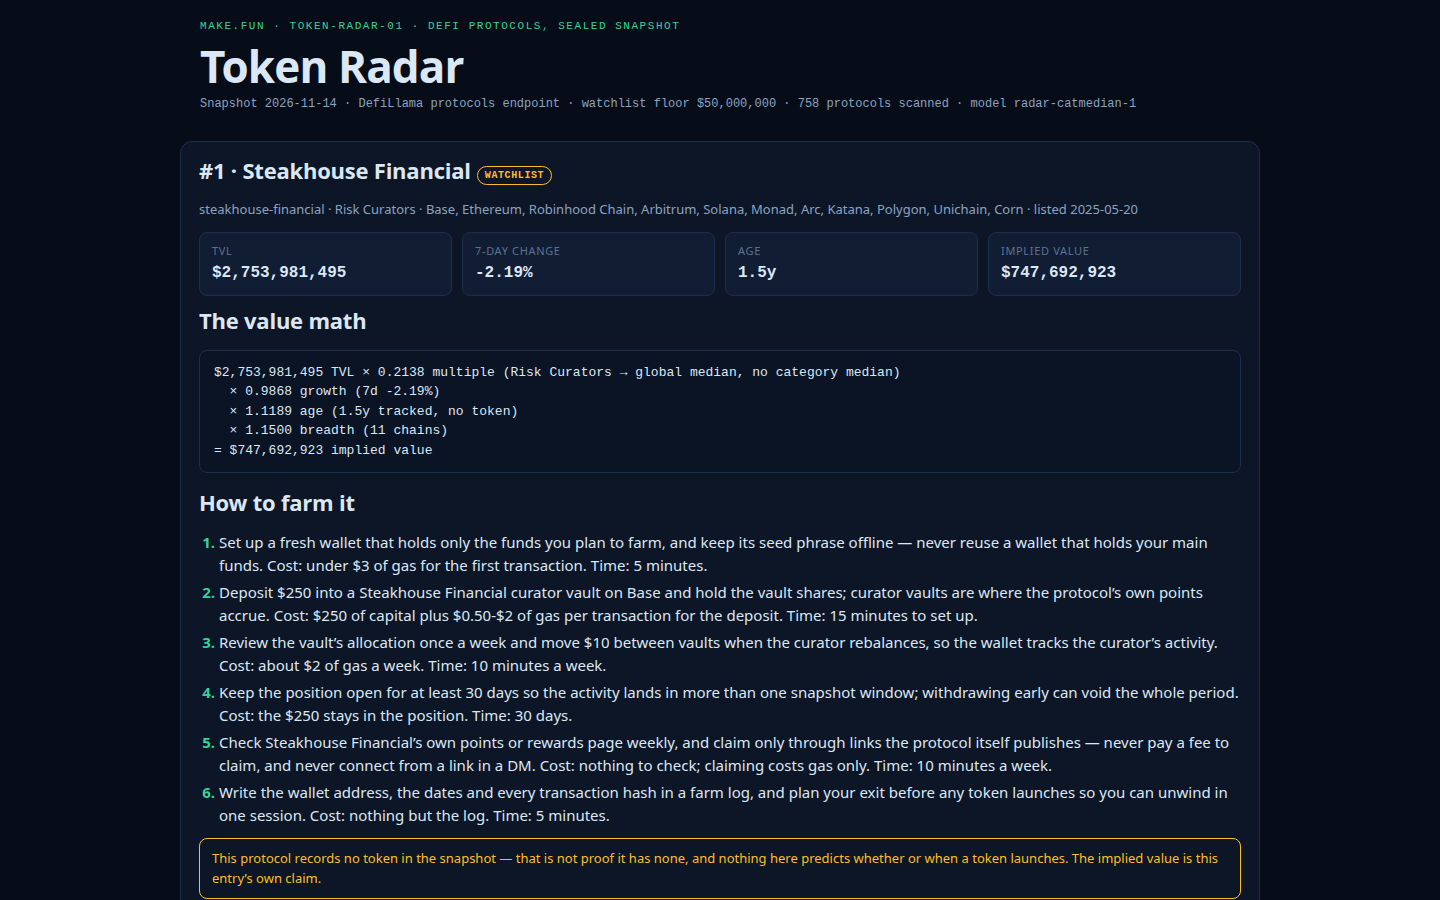 MAKE.FUN · TOKEN-RADAR-01 · DEFI PROTOCOLS, SEALED SNAPSHOT
Token Radar
Snapshot 2026-11-14 · DefiLlama protocols endpoint · watchlist floor $50,000,000 · 758 protocols scanned · model radar-catmedian-1
#1 · Steakhouse Financial WATCHLIST
steakhouse-financial · Risk Curators · Base, Ethereum, Robinhood Chain, Arbitrum, Solana, Monad, Arc, Katana, Polygon, Unichain, Corn · listed 2025-05-20
TVL
$2,753,981,495
7-DAY CHANGE
-2.19%
AGE
1.5y
IMPLIED VALUE
$747,692,923
The value math
$2,753,981,495 TVL × 0.2138 multiple (Risk Curators → global median, no category median)
× 0.9868 growth (7d -2.19%)
× 1.1189 age (1.5y tracked, no token)
× 1.1500 breadth (11 chains)
= $747,692,923 implied value
How to farm it
1. Set up a fresh wallet that holds only the funds you plan to farm, and keep its seed phrase offline — never reuse a wallet that holds your main
funds. Cost: under $3 of gas for the first transaction. Time: 5 minutes.
2. Deposit $250 into a Steakhouse Financial curator vault on Base and hold the vault shares; curator vaults are where the protocol’s own points
accrue. Cost: $250 of capital plus $0.50-$2 of gas per transaction for the deposit. Time: 15 minutes to set up.
3. Review the vault’s allocation once a week and move $10 between vaults when the curator rebalances, so the wallet tracks the curator’s activity.
Cost: about $2 of gas a week. Time: 10 minutes a week.
4. Keep the position open for at least 30 days so the activity lands in more than one snapshot window; withdrawing early can void the whole period.
Cost: the $250 stays in the position. Time: 30 days.
5. Check Steakhouse Financial’s own points or rewards page weekly, and claim only through links the protocol itself publishes — never pay a fee to
claim, and never connect from a link in a DM. Cost: nothing to check; claiming costs gas only. Time: 10 minutes a week.
6. Write the wallet address, the dates and every transaction hash in a farm log, and plan your exit before any token launches so you can unwind in
one session. Cost: nothing but the log. Time: 5 minutes.
This protocol records no token in the snapshot — that is not proof it has none, and nothing here predicts whether or when a token launches. The implied value is this
entry’s own claim.